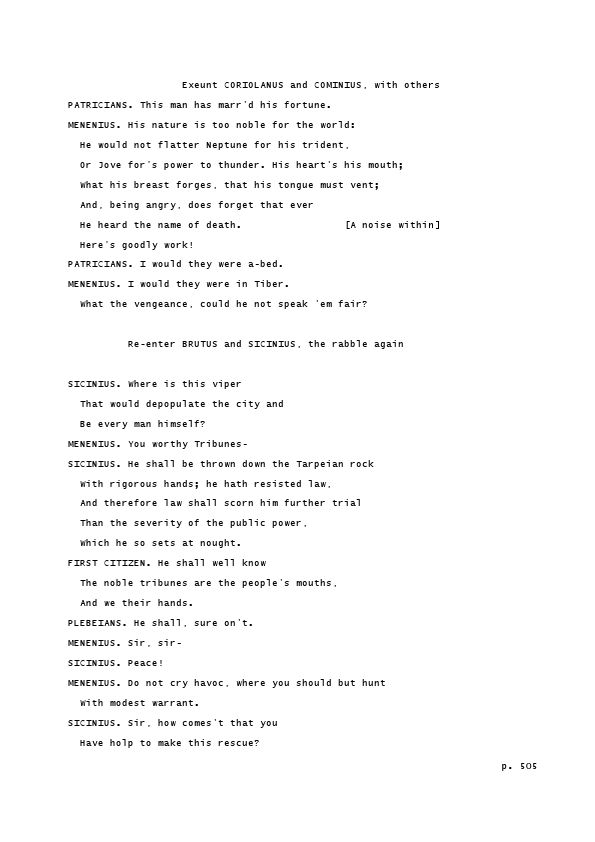 Exeunt CORIOLANUS and COMINIUS, with others
PATRICIANS. This man has marr'd his fortune.
MENENIUS. His nature is too noble for the world:
He would not flatter Neptune for his trident,
Or Jove for's power to thunder. His heart's his mouth;
What his breast forges, that his tongue must vent;
And, being angry, does forget that ever
He heard the name of death. [A noise within]
Here's goodly work!
PATRICIANS. I would they were a-bed.
MENENIUS. I would they were in Tiber.
What the vengeance, could he not speak 'em fair?
Re-enter BRUTUS and SICINIUS, the rabble again
SICINIUS. Where is this viper
That would depopulate the city and
Be every man himself?
MENENIUS. You worthy Tribunes-
SICINIUS. He shall be thrown down the Tarpeian rock
With rigorous hands; he hath resisted law,
And therefore law shall scorn him further trial
Than the severity of the public power,
Which he so sets at nought.
FIRST CITIZEN. He shall well know
The noble tribunes are the people's mouths,
And we their hands.
PLEBEIANS. He shall, sure on't.
MENENIUS. Sir, sir-
SICINIUS. Peace!
MENENIUS. Do not cry havoc, where you should but hunt
With modest warrant.
SICINIUS. Sir, how comes't that you
Have holp to make this rescue?
p. 505